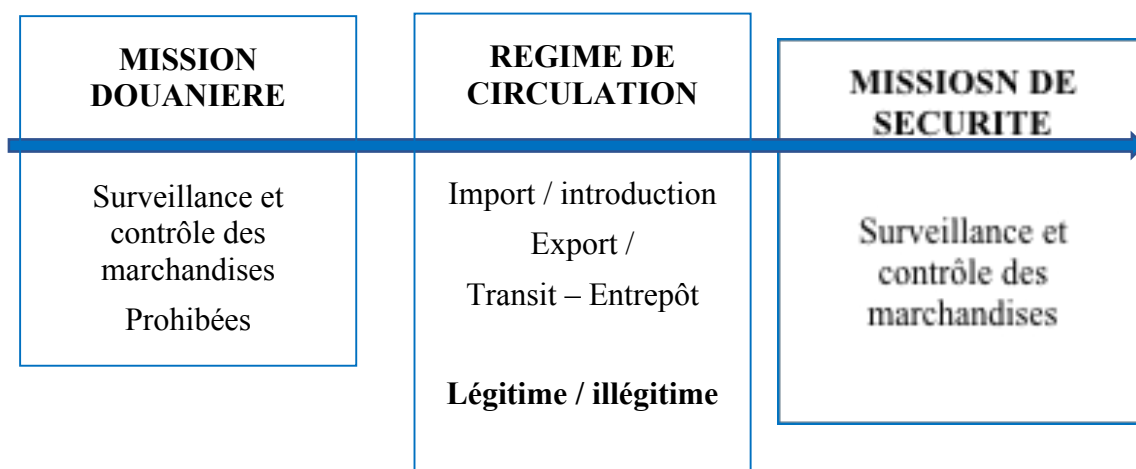 MISSION
DOUANIERE
Surveillance et
contrôle des
marchandises
Prohibées
REGIME DE
CIRCULATION
Import / introduction
Export /
Transit – Entrepôt
Légitime / illégitime
MISSIOSN DE
SECURITE
Surveillance et
contrôle des
marchandises